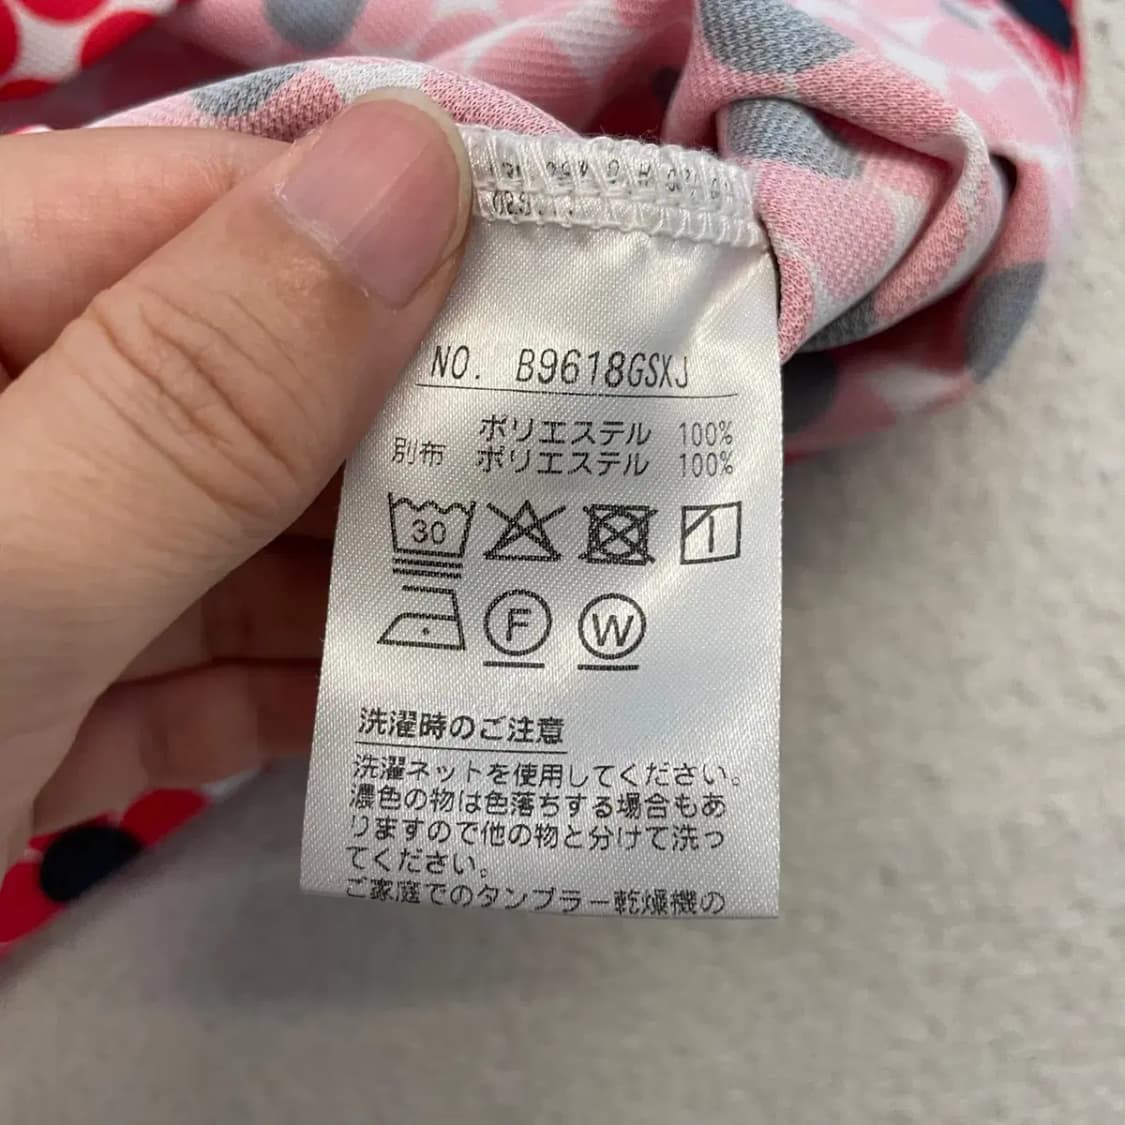 NO. B9618GSXJ
ポリエステル 100%
別布 ポリエステル 100%
30
F W
洗濯時のご注意
洗濯ネットを使用してください。
濃色の物は色落ちする場合もあ
りますので他の物と分けて洗っ
てください。
ご家庭でのタンブラー乾燥機の